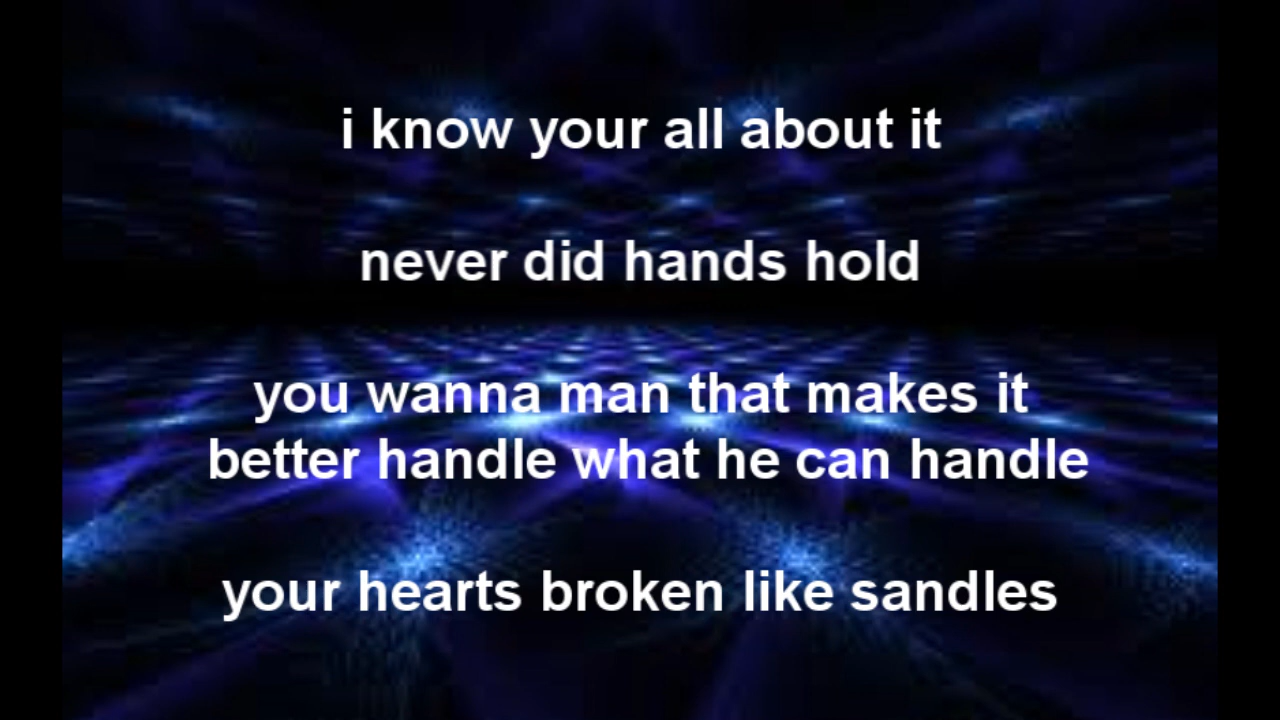 i know your all about it
never did hands hold
you wanna man that makes it
better handle what he can handle
your hearts broken like sandles